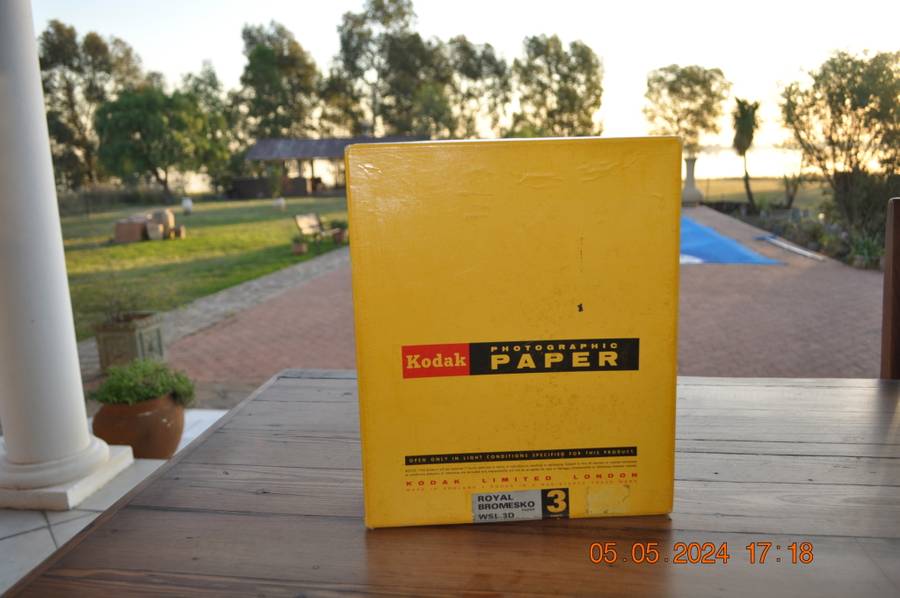 Kodak
PHOTOGRAPHIC
PAPER
OPEN ONLY IN LIGHT CONDITIONS SPECIFIED FOR THIS PRODUCT
KODAK LIMITED LONDON
ROYAL
BROMESKO
WSL.3D
3
05.05.2024 17:18